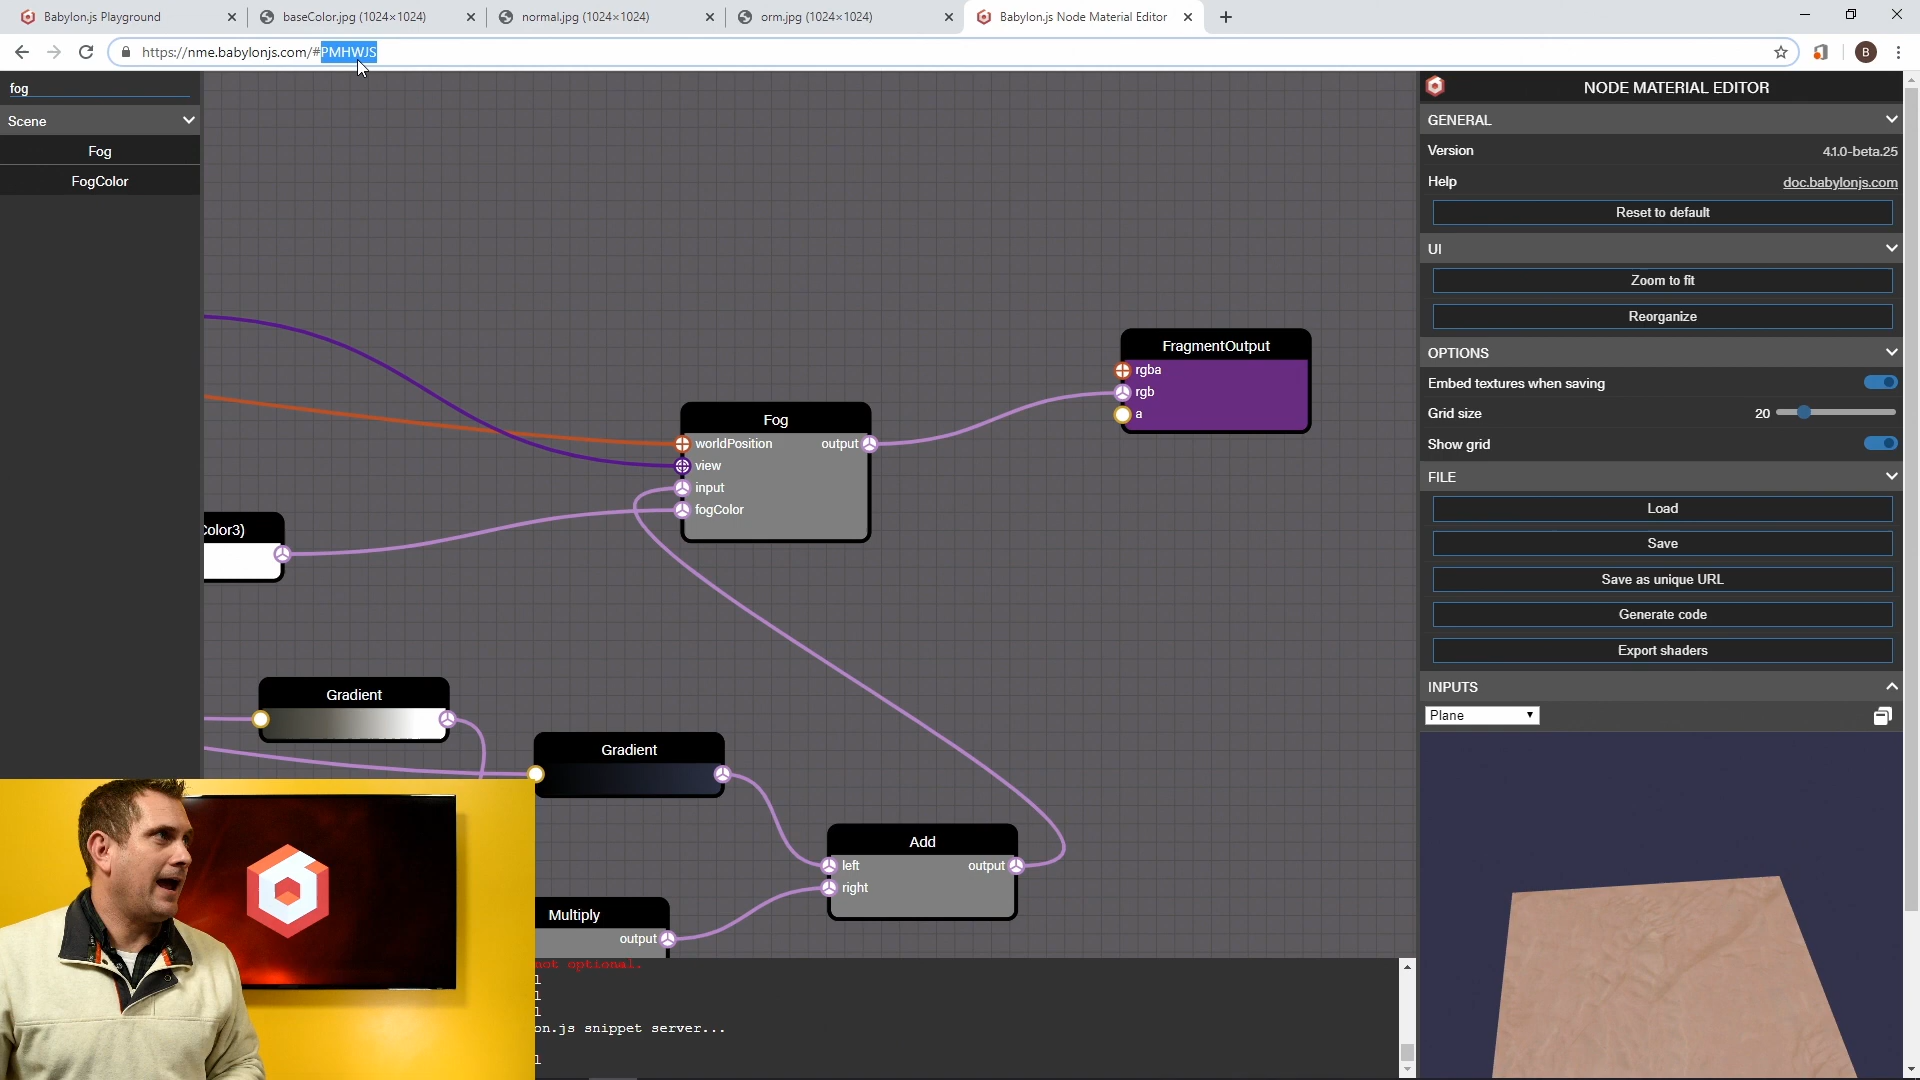 Babylon.js Playground
baseColor.jpg (1024×1024)
normal.jpg (1024×1024)
orm.jpg (1024×1024)
Babylon.js Node Material Editor
https://nme.babylonjs.com/#PMHWJS
B
fog
Scene
Fog
FogColor
FragmentOutput
rgba
rgb
a
Fog
worldPosition
output
view
input
fogColor
Color3)
Gradient
Gradient
Add
left
output
right
Multiply
output
not optional.
l
l
l
on.js snippet server...
l
NODE MATERIAL EDITOR
GENERAL
Version
4.1.0-beta.25
Help
doc.babylonjs.com
Reset to default
UI
Zoom to fit
Reorganize
OPTIONS
Embed textures when saving
Grid size
20
Show grid
FILE
Load
Save
Save as unique URL
Generate code
Export shaders
INPUTS
Plane